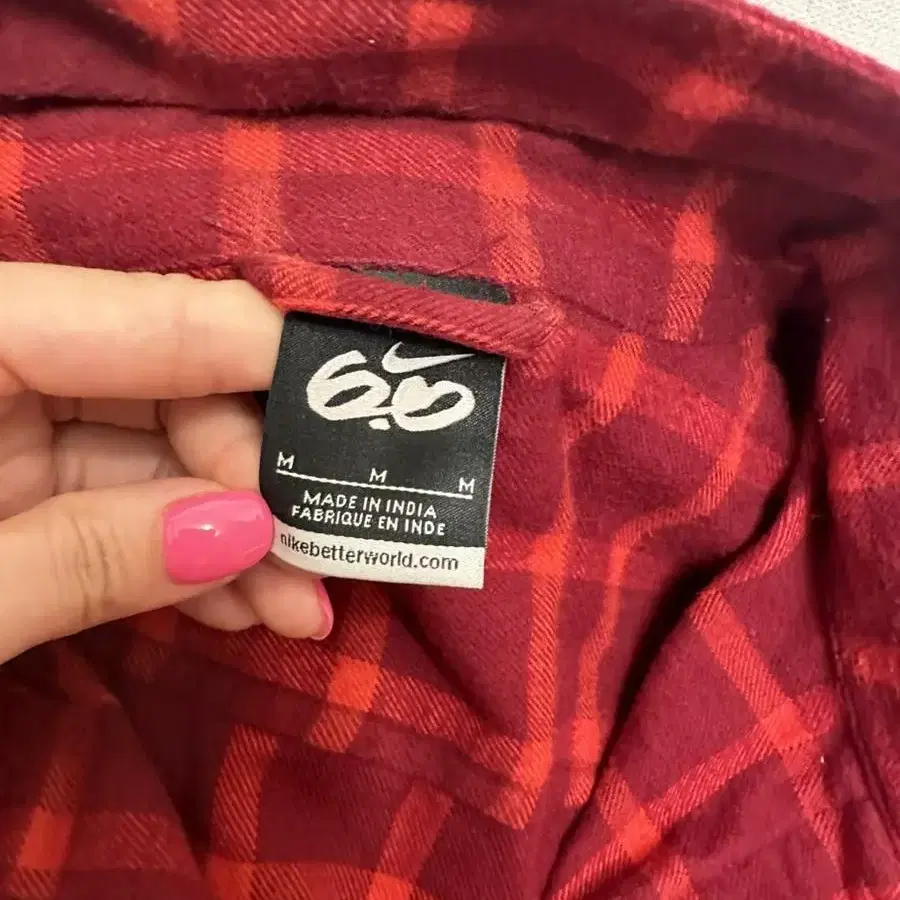 6.0
M M M
MADE IN INDIA
FABRIQUE EN INDE
nikebetterworld.com